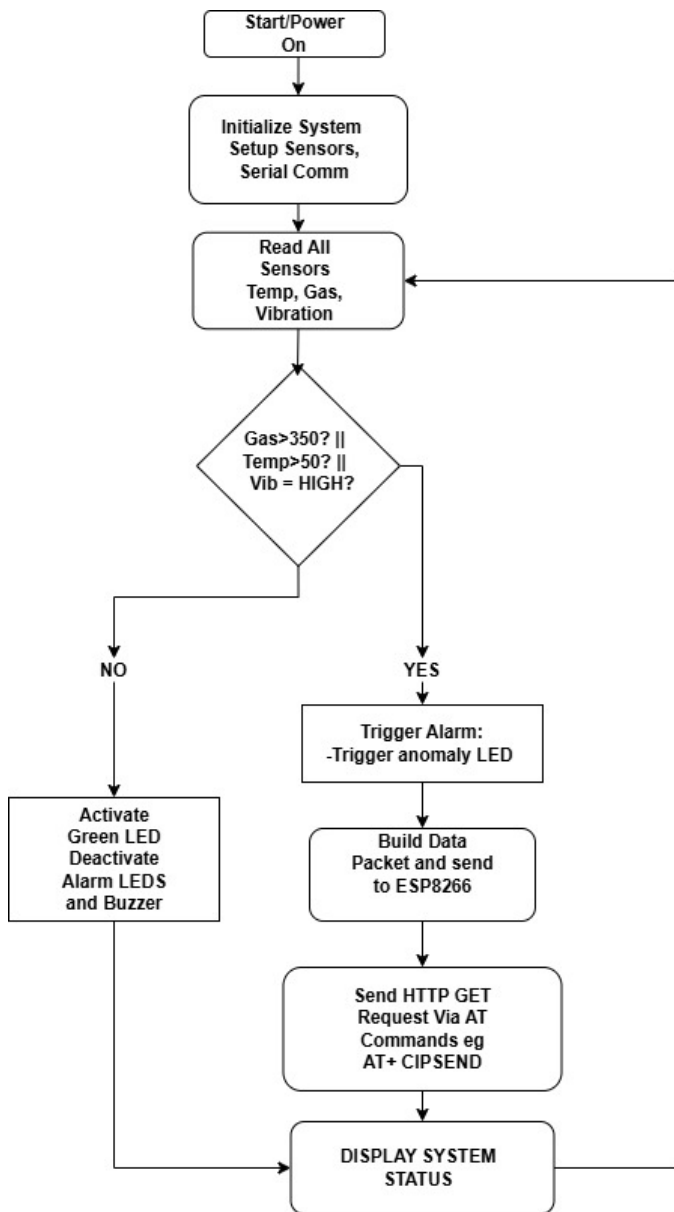 Start/Power
On
Initialize System
Setup Sensors,
Serial Comm
Read All
Sensors
Temp, Gas,
Vibration
Gas>350? ||
Temp>50? ||
Vib = HIGH?
NO
YES
Trigger Alarm:
-Trigger anomaly LED
Activate
Green LED
Deactivate
Alarm LEDS
and Buzzer
Build Data
Packet and send
to ESP8266
Send HTTP GET
Request Via AT
Commands eg
AT+ CIPSEND
DISPLAY SYSTEM
STATUS